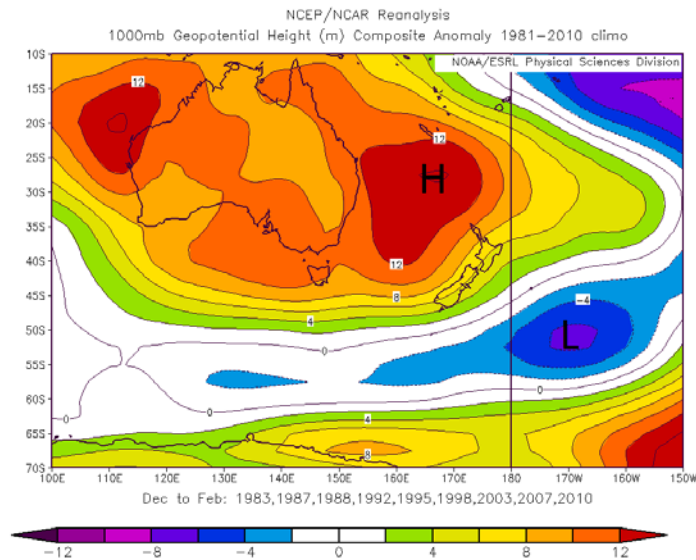 NCEP/NCAR Reanalysis
1000mb Geopotential Height (m) Composite Anomaly 1981-2010 climo
10S
NOAA/ESRL Physical Sciences Division
12
15S
20S
12
25S
H
30S
35S
40S
12
8
45S
-4
4
50S
L
0
55S
0
0
60S
0
4
65S
8
70S
100E 110E 120E 130E 140E 150E 160E 170E 180 170W 160W 150W
Dec to Feb: 1983,1987,1988,1992,1995,1998,2003,2007,2010
-12 -8 -4 0 4 8 12